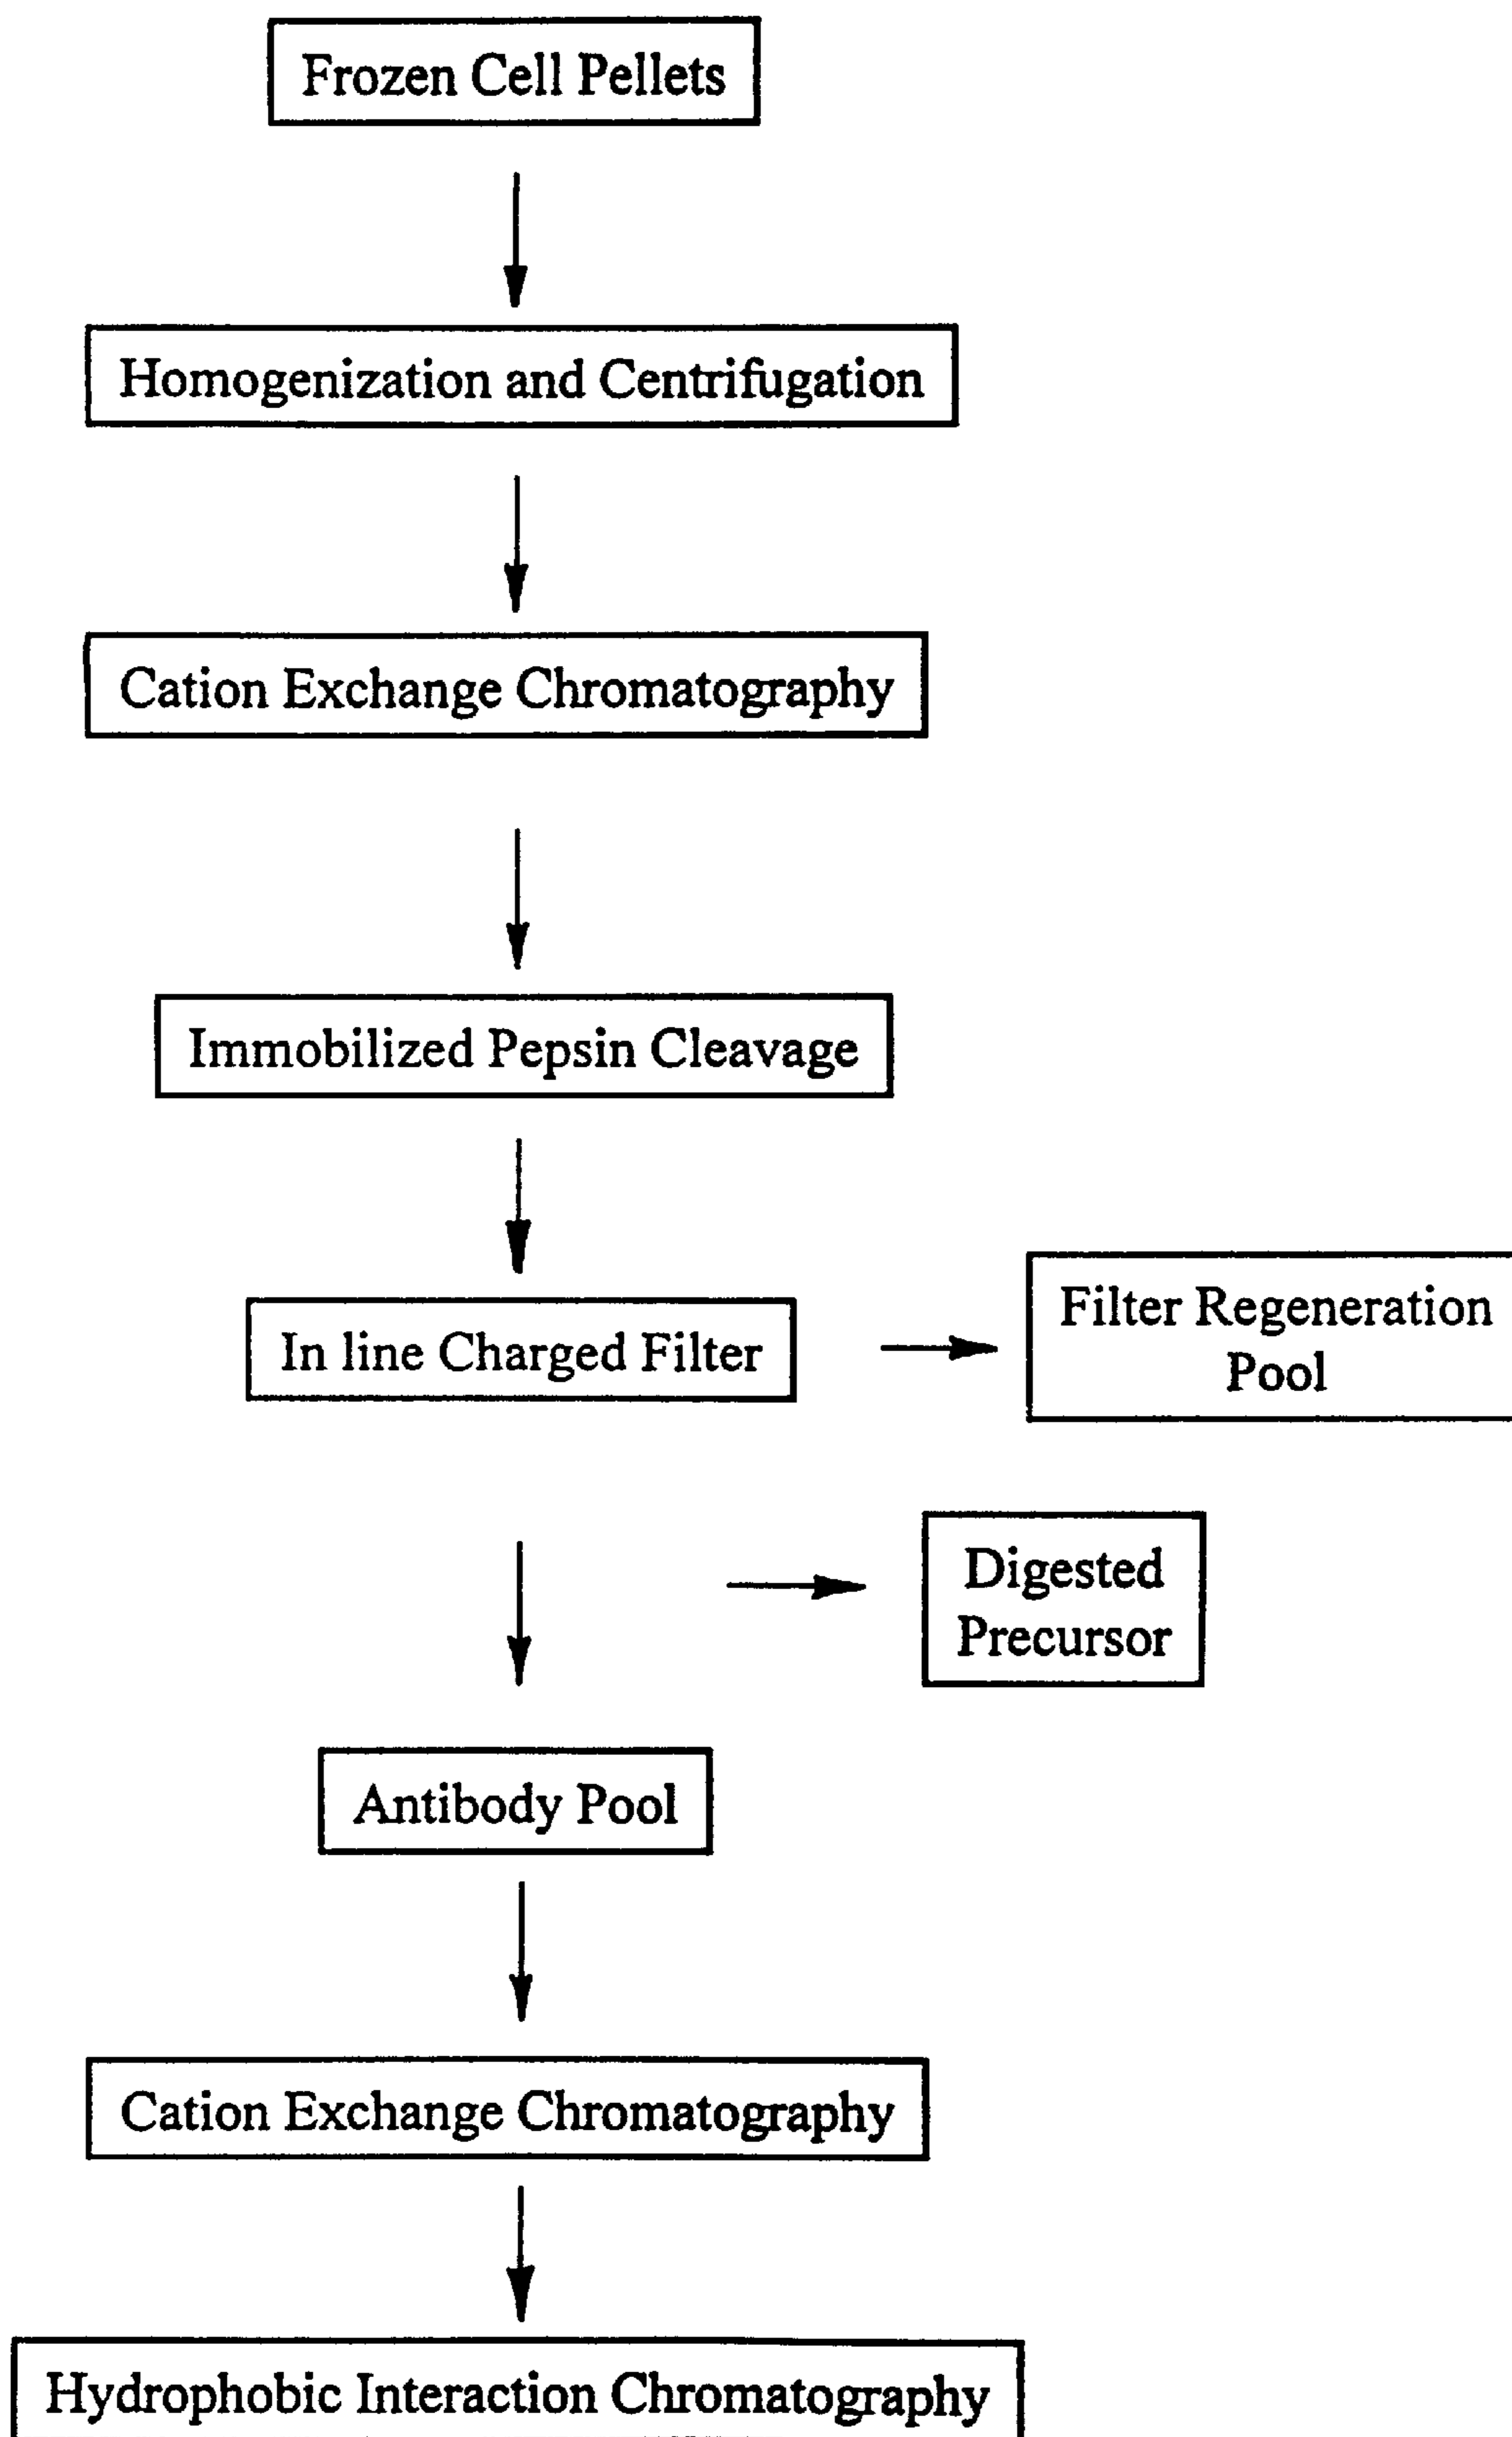 Frozen Cell Pellets
Homogenization and Centrifugation
Cation Exchange Chromatography
Immobilized Pepsin Cleavage
In line Charged Filter
Filter Regeneration
Pool
Digested
Precursor
Antibody Pool
Cation Exchange Chromatography
Hydrophobic Interaction Chromatography